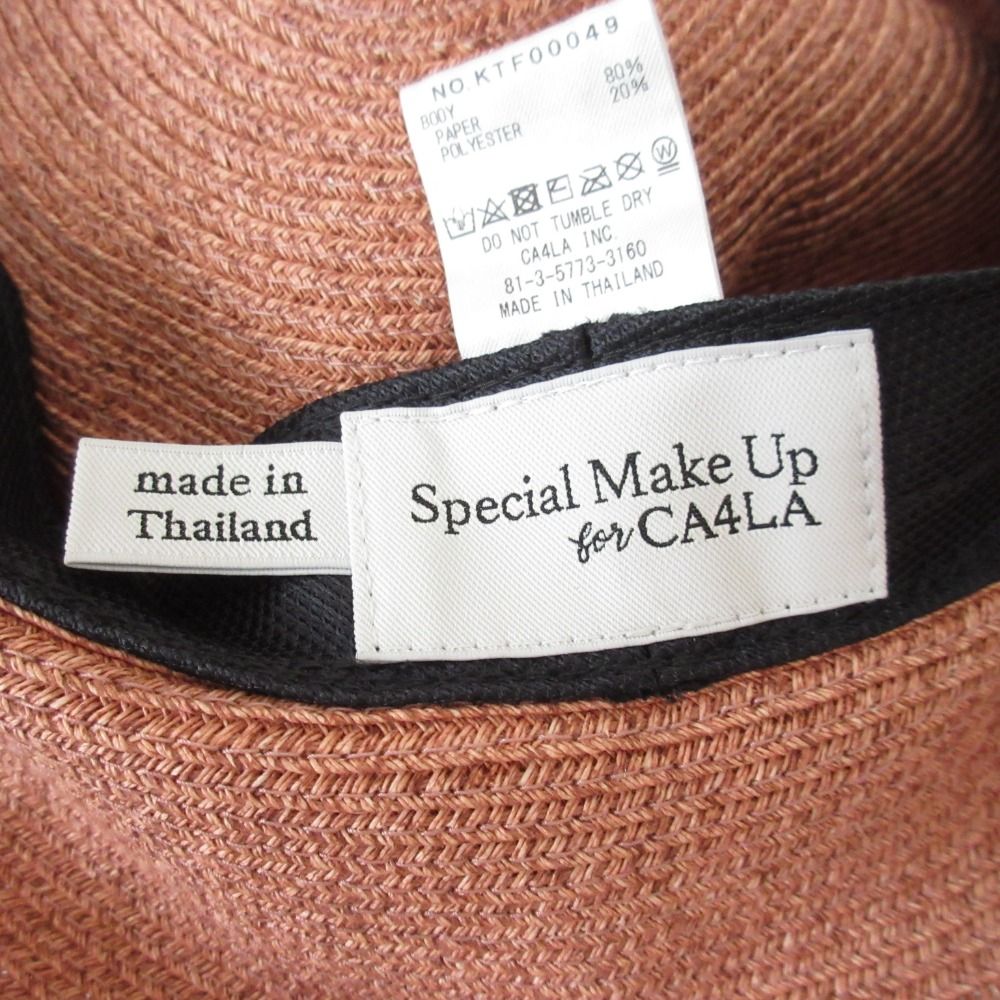 NO.KTF00049
BODY
PAPER 80%
POLYESTER 20%
W
DO NOT TUMBLE DRY
CA4LA INC.
81-3-5773-3160
MADE IN THAILAND
made in
Thailand
Special Make Up
for CA4LA